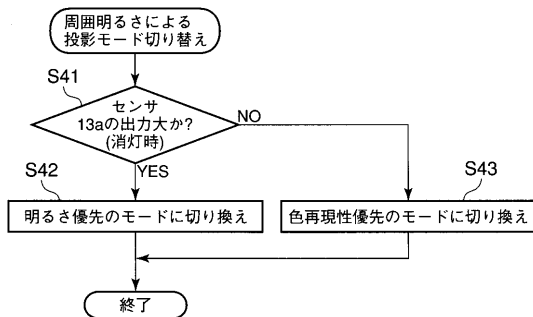 周囲明るさによる
投影モード切り替え
S41
センサ
13aの出力大か?
(消灯時)
NO
YES
S42
明るさ優先のモードに切り換え
S43
色再現性優先のモードに切り換え
終了